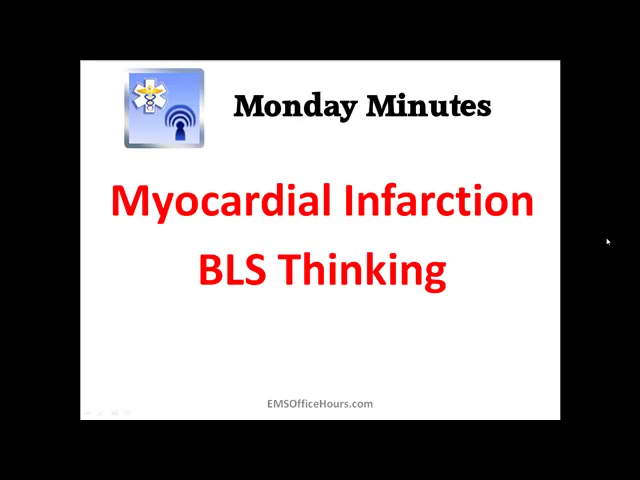 Monday Minutes
Myocardial Infarction
BLS Thinking
EMSOfficeHours.com